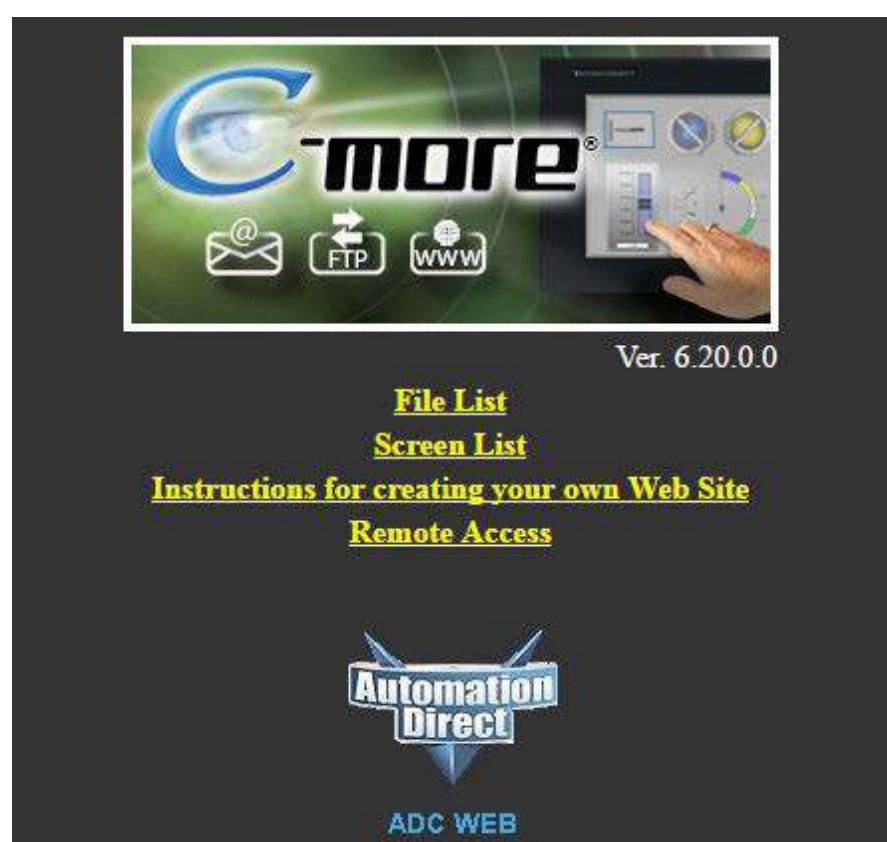 C-more®
@
FTP
WWW
Ver. 6.20.0.0
File List
Screen List
Instructions for creating your own Web Site
Remote Access
Automation
Direct
ADC WEB